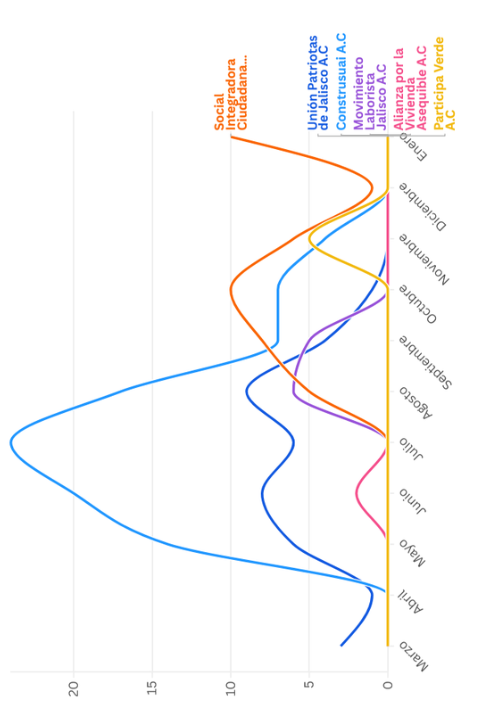 Social
Integradora
Ciudadana...
Unión Patriotas
de Jalisco A.C
Construsuai A.C
Movimiento
Laborista
Jalisco A.C
Alianza por la
Vivienda
Asequible A.C
Participa Verde
A.C
20
15
10
5
0
Marzo
Abril
Mayo
Junio
Julio
Agosto
Septiembre
Octubre
Noviembre
Diciembre
Enero